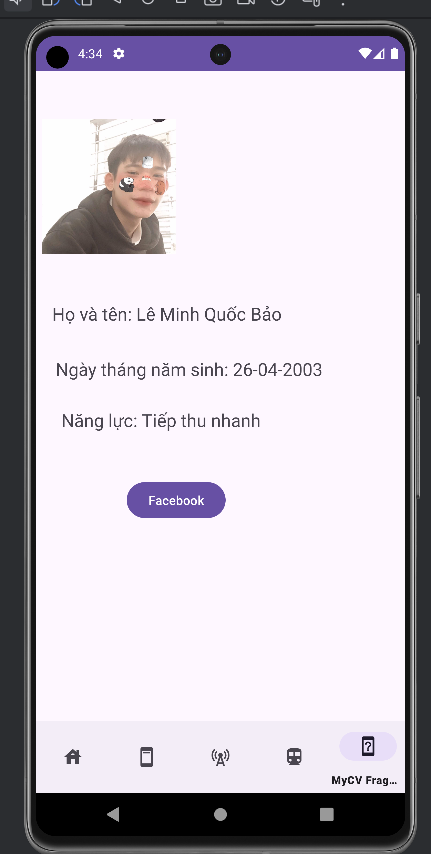 4:34
Họ và tên: Lê Minh Quốc Bảo
Ngày tháng năm sinh: 26-04-2003
Năng lực: Tiếp thu nhanh
Facebook
MyCV Frag...